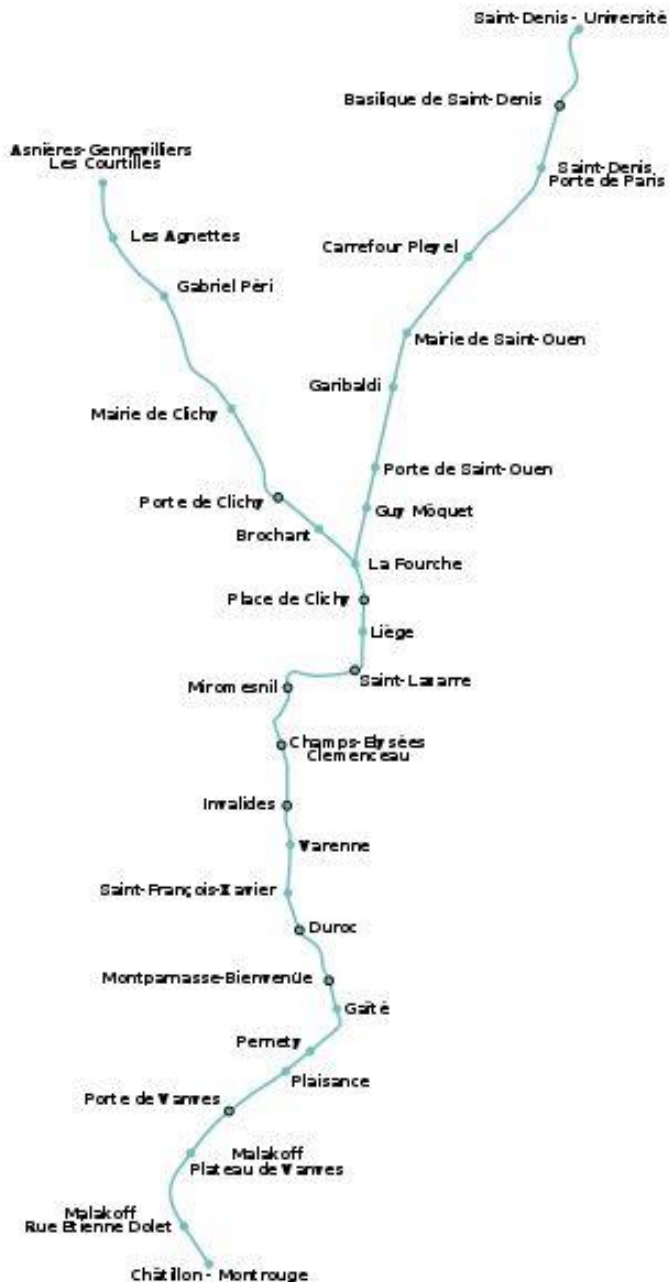 Saint-Denis - Université
Basilique de Saint-Denis
Asnières-Gennevilliers
Les Courtilles
Saint-Denis
Porte de Paris
Les Agnettes
Carrefour Pleyel
Gabriel Péri
Mairie de Saint-Ouen
Garibaldi
Mairie de Clichy
Porte de Saint-Ouen
Porte de Clichy
Guy Môquet
Brochant
La Fourche
Place de Clichy
Liège
Saint-Lazarre
Miromesnil
Champs-Elysées
Clemenceau
Invalides
Varenne
Saint-François-Xavier
Duroc
Montparnasse-Bienvenüe
Gaîté
Pernety
Plaisance
Porte de Vanves
Malakoff
Plateau de Vanves
Malakoff
Rue Etienne Dolet
Châtillon - Montrouge